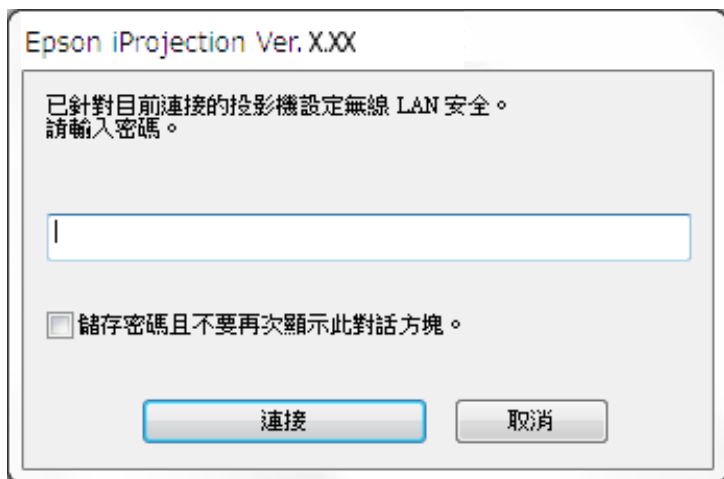 Epson iProjection Ver. X.XX
已針對目前連接的投影機設定無線 LAN 安全。
請輸入密碼。
儲存密碼且不要再次顯示此對話方塊。
連接
取消